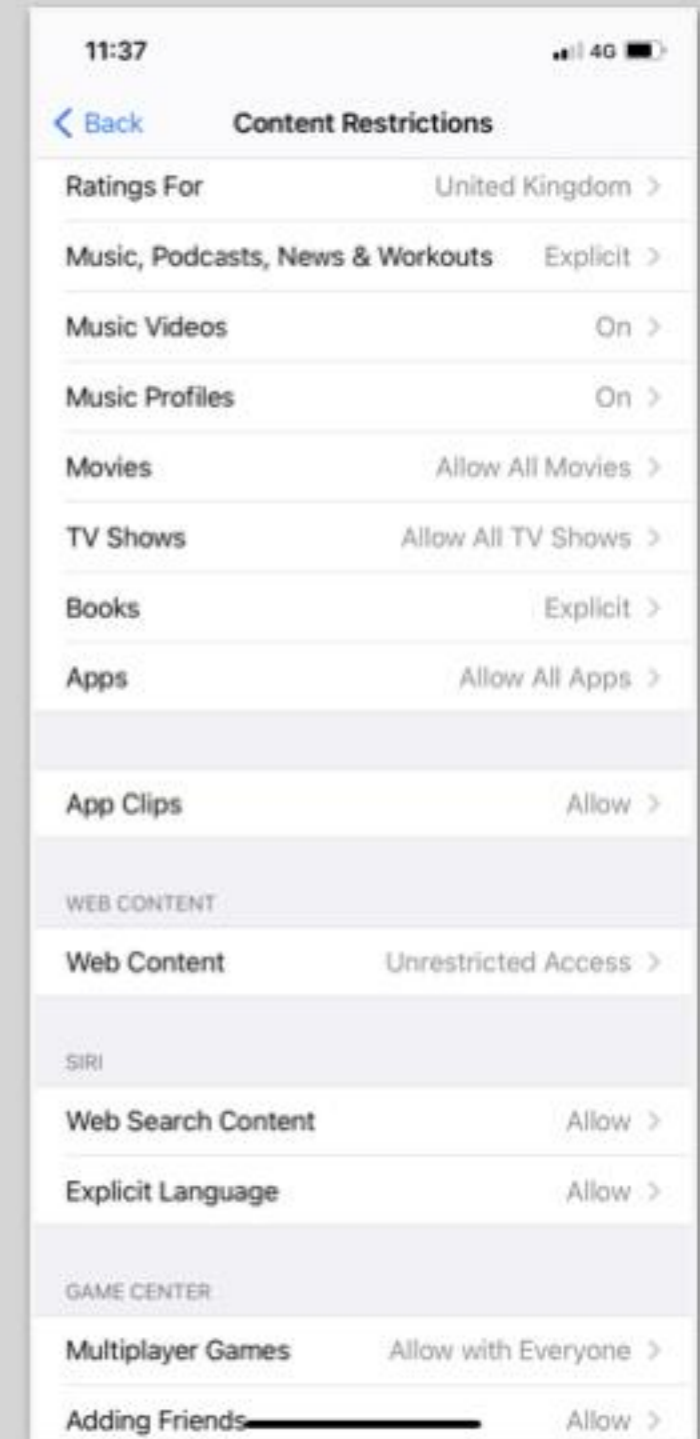 11:37
4G
Back
Content Restrictions
Ratings For United Kingdom
Music, Podcasts, News & Workouts Explicit
Music Videos On
Music Profiles On
Movies Allow All Movies
TV Shows Allow All TV Shows
Books Explicit
Apps Allow All Apps
App Clips Allow
WEB CONTENT
Web Content Unrestricted Access
SIRI
Web Search Content Allow
Explicit Language Allow
GAME CENTER
Multiplayer Games Allow with Everyone
Adding Friends Allow